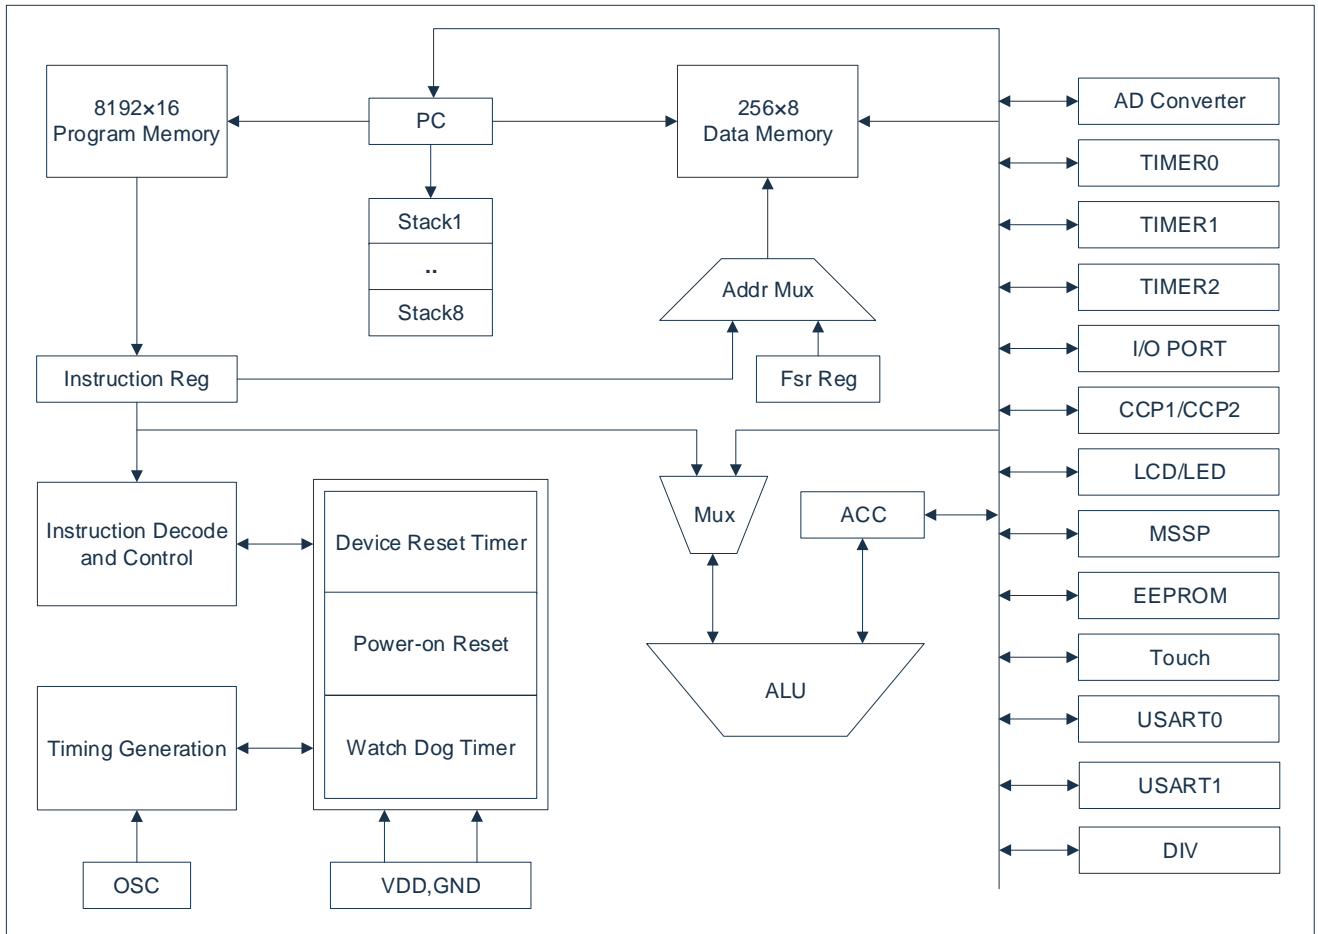 8192×16
Program Memory
PC
256×8
Data Memory
Stack1
..
Stack8
Addr Mux
Instruction Reg
Fsr Reg
Mux
ACC
Instruction Decode
and Control
Device Reset Timer
Power-on Reset
Watch Dog Timer
ALU
Timing Generation
OSC
VDD,GND
AD Converter
TIMER0
TIMER1
TIMER2
I/O PORT
CCP1/CCP2
LCD/LED
MSSP
EEPROM
Touch
USART0
USART1
DIV